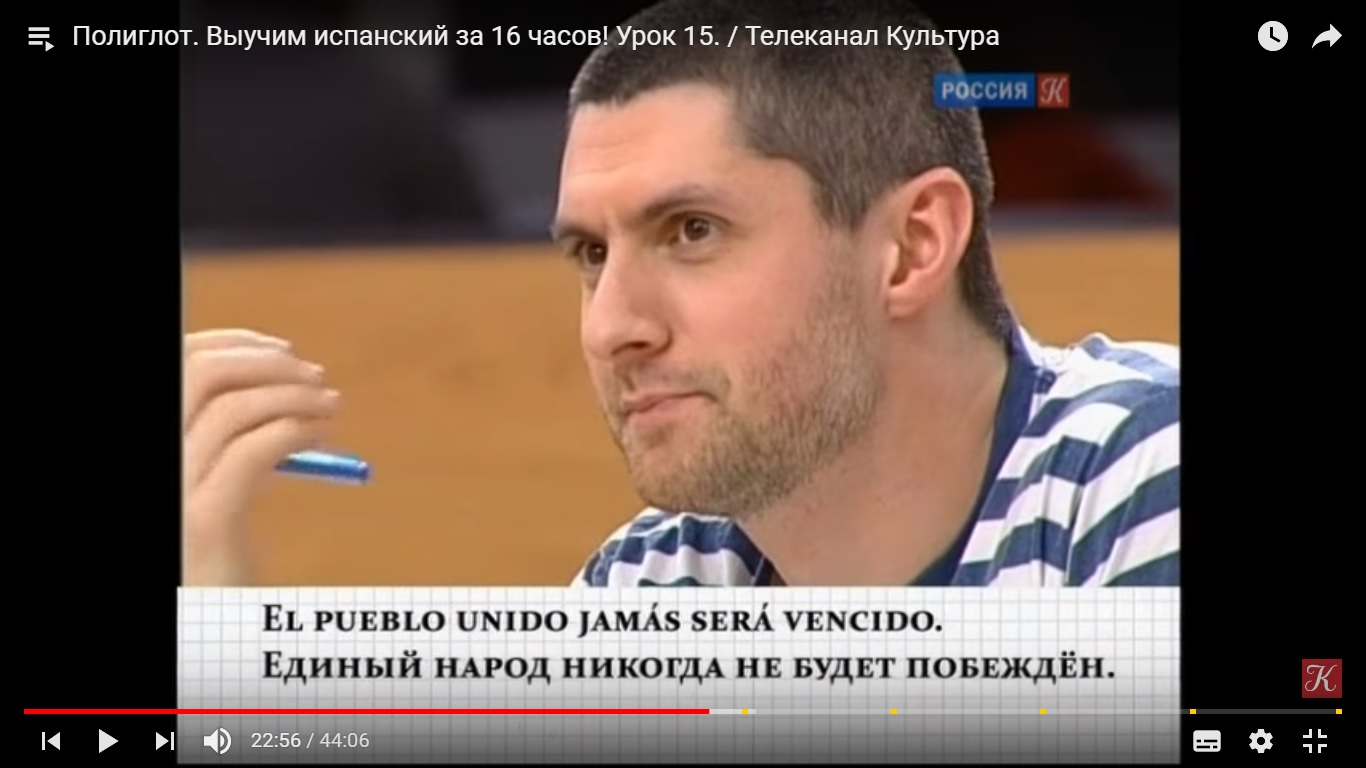 Полиглот. Выучим испанский за 16 часов! Урок 15. / Телеканал Культура
РОССИЯ К
El pueblo unido jamás será vencido.
Единый народ никогда не будет побеждён.
К
22:56 / 44:06